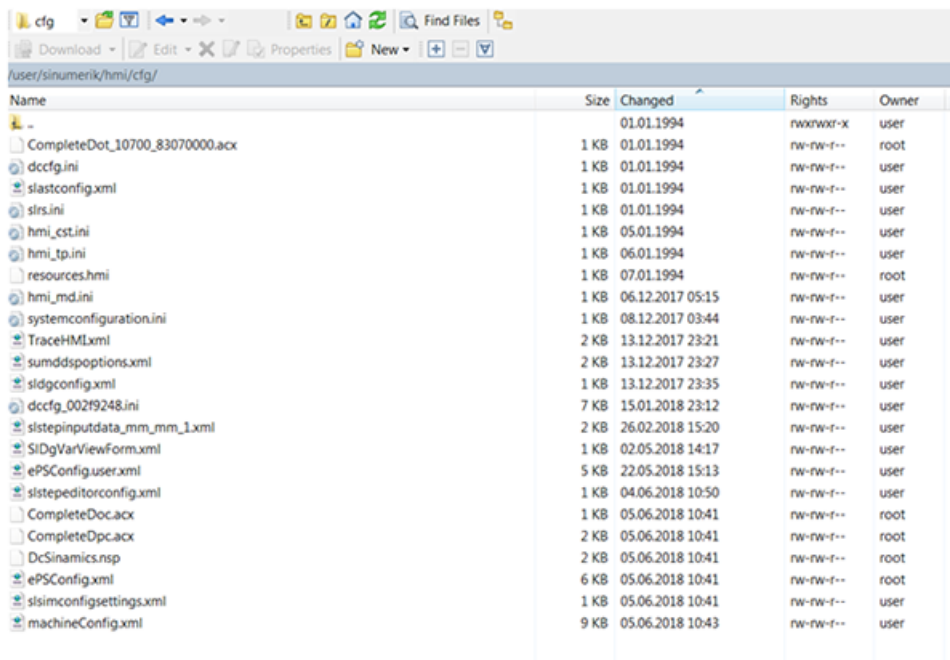 cfg Find Files
Download Edit Properties New
/user/sinumerik/hmi/cfg/
Name Size Changed Rights Owner
.. 01.01.1994 rwxrwxr-x user
CompleteDot_10700_83070000.acx 1 KB 01.01.1994 rw-rw-r-- root
dccfg.ini 1 KB 01.01.1994 rw-rw-r-- user
slastconfig.xml 1 KB 01.01.1994 rw-rw-r-- user
slrs.ini 1 KB 01.01.1994 rw-rw-r-- user
hmi_cst.ini 1 KB 05.01.1994 rw-rw-r-- user
hmi_tp.ini 1 KB 06.01.1994 rw-rw-r-- user
resources.hmi 1 KB 07.01.1994 rw-rw-r-- root
hmi_md.ini 1 KB 06.12.2017 05:15 rw-rw-r-- user
systemconfiguration.ini 1 KB 08.12.2017 03:44 rw-rw-r-- user
TraceHMI.xml 2 KB 13.12.2017 23:21 rw-rw-r-- user
sumddspoptions.xml 2 KB 13.12.2017 23:27 rw-rw-r-- user
sldgconfig.xml 1 KB 13.12.2017 23:35 rw-rw-r-- user
dccfg_002f9248.ini 7 KB 15.01.2018 23:12 rw-rw-r-- user
slstepinputdata_mm_mm_1.xml 2 KB 26.02.2018 15:20 rw-rw-r-- user
SlDgVarViewForm.xml 1 KB 02.05.2018 14:17 rw-rw-r-- user
ePSConfig.user.xml 5 KB 22.05.2018 15:13 rw-rw-r-- user
slstepeditorconfig.xml 1 KB 04.06.2018 10:50 rw-rw-r-- user
CompleteDoc.acx 1 KB 05.06.2018 10:41 rw-rw-r-- root
CompleteDpc.acx 2 KB 05.06.2018 10:41 rw-rw-r-- root
DcSinamics.nsp 2 KB 05.06.2018 10:41 rw-rw-r-- root
ePSConfig.xml 6 KB 05.06.2018 10:41 rw-rw-r-- root
slsimconfigsettings.xml 1 KB 05.06.2018 10:41 rw-rw-r-- user
machineConfig.xml 9 KB 05.06.2018 10:43 rw-rw-r-- user